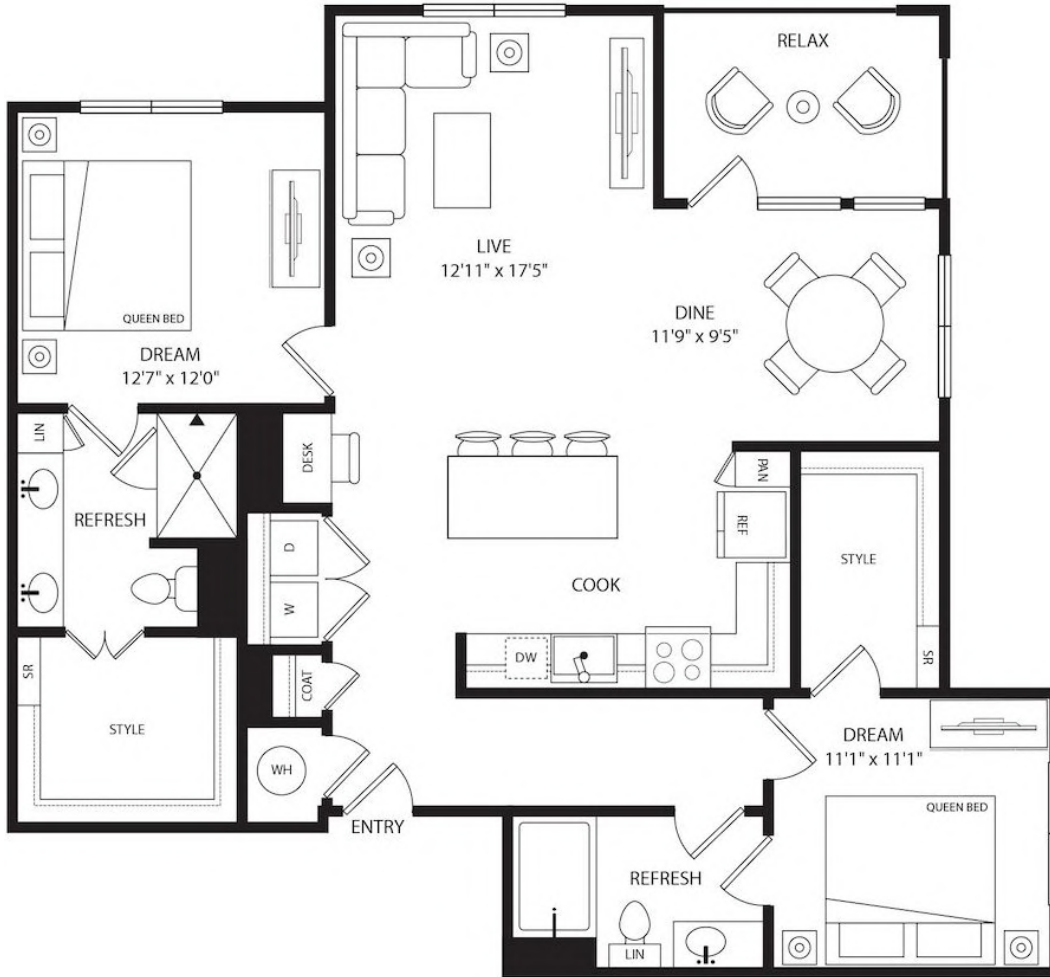 RELAX
LIVE
12'11" x 17'5"
QUEEN BED
DREAM
12'7" x 12'0"
DINE
11'9" x 9'5"
LIN
DESK
PAN
REF
REFRESH
STYLE
D
W
COOK
DW
SR
COAT
SR
STYLE
WH
DREAM
11'1" x 11'1"
QUEEN BED
ENTRY
REFRESH
LIN